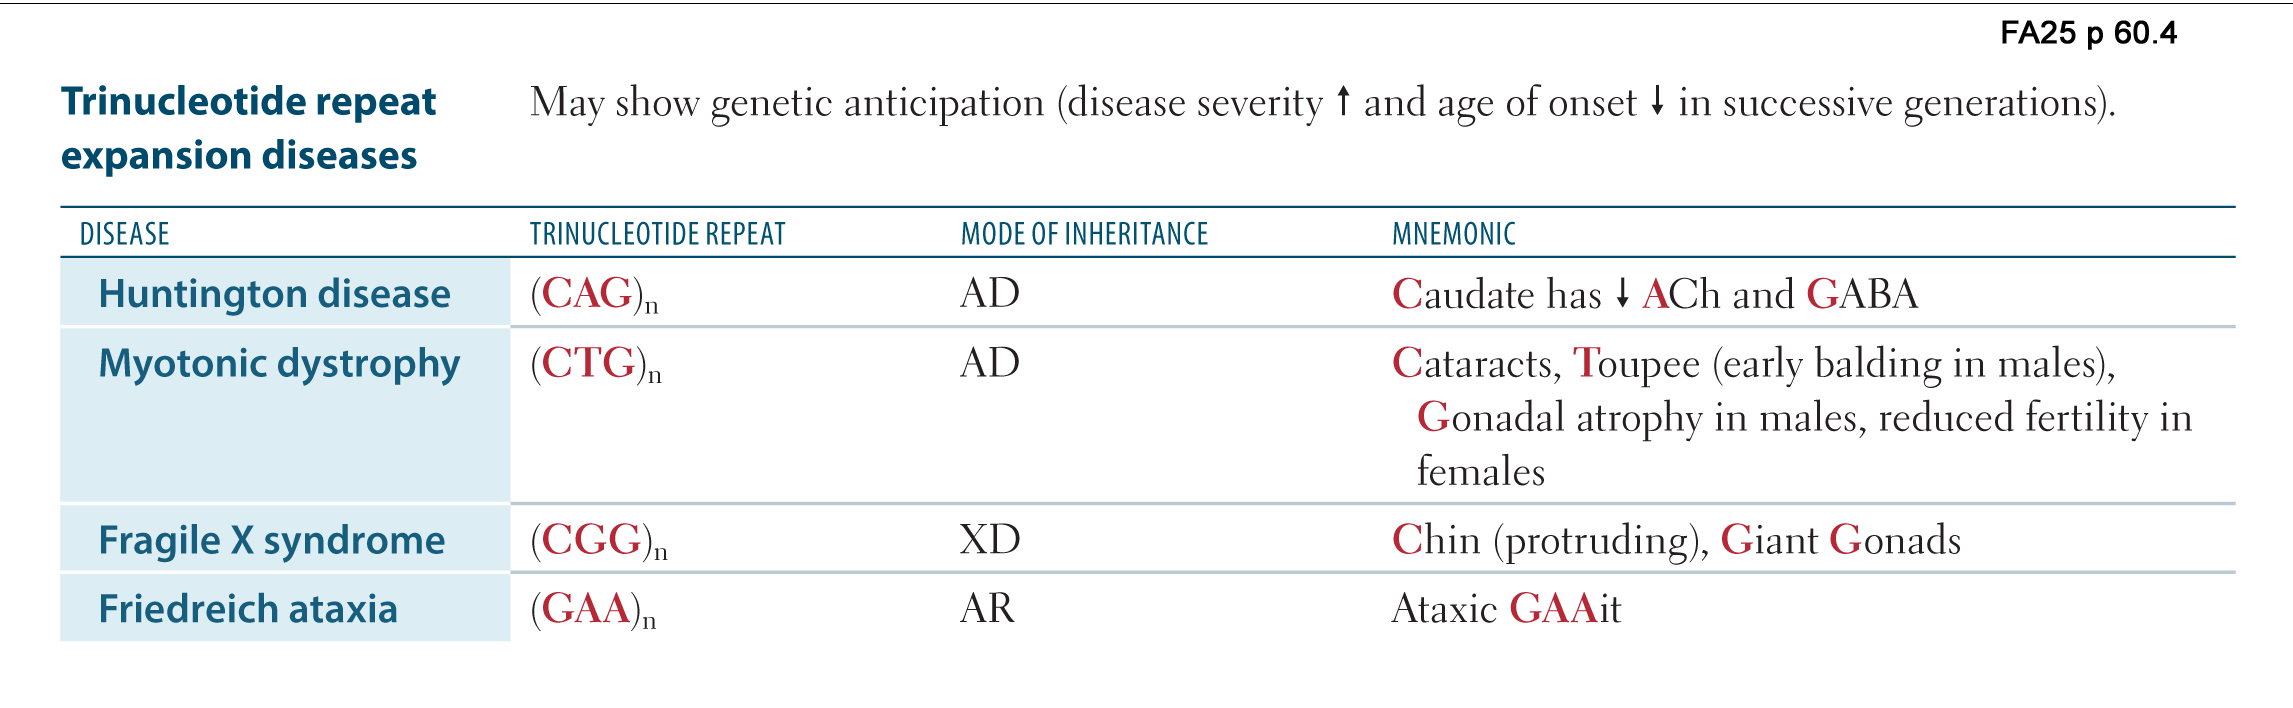 FA25 p 60.4
Trinucleotide repeat expansion diseases
May show genetic anticipation (disease severity ↑ and age of onset ↓ in successive generations).
DISEASE TRINUCLEOTIDE REPEAT MODE OF INHERITANCE MNEMONIC
Huntington disease (CAG)n AD Caudate has ↓ ACh and GABA
Myotonic dystrophy (CTG)n AD Cataracts, Toupee (early balding in males),
Gonadal atrophy in males, reduced fertility in
females
Fragile X syndrome (CGG)n XD Chin (protruding), Giant Gonads
Friedreich ataxia (GAA)n AR Ataxic GAAit